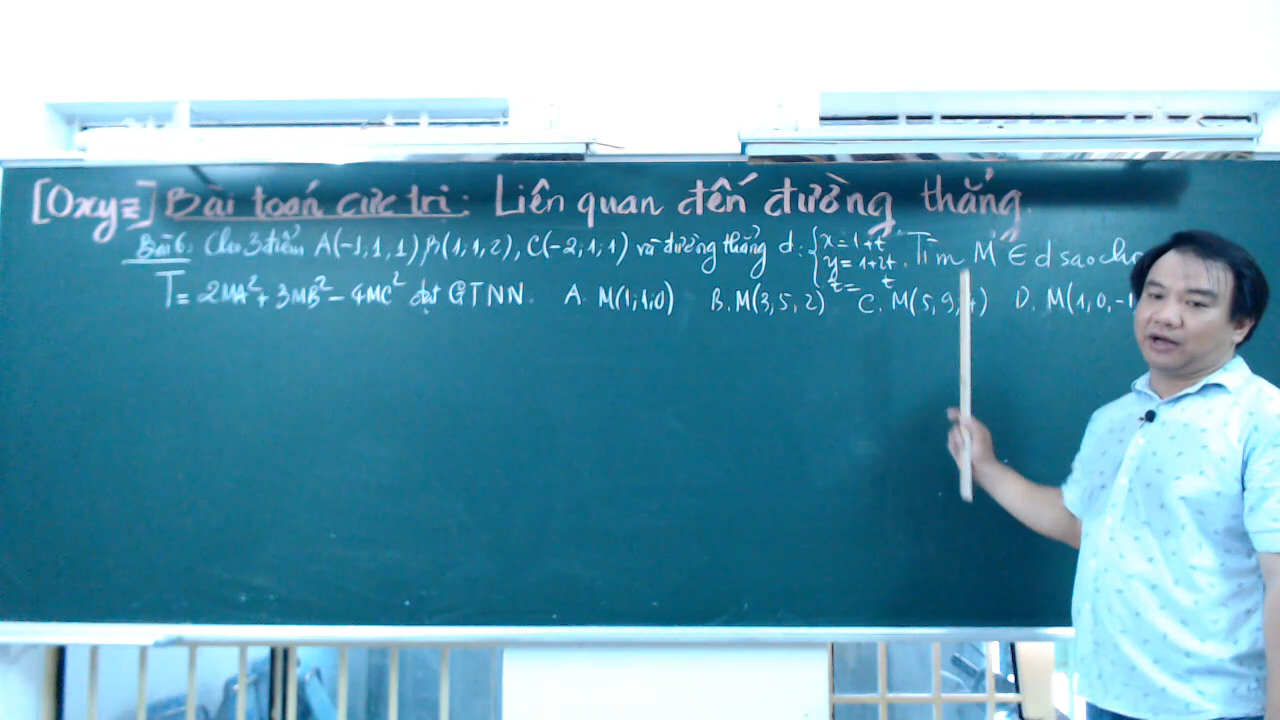 [Oxyz] Bài toán cực trị: Liên quan đến đường thẳng.
Bài 6: Cho 3 điểm A(-1;1,1) B(1;1,2), C(-2;1;1) và đường thẳng d: { x=1+t y=1+2t z= t . Tìm M ∈ d sao cho
T = 2MA² + 3MB² - 4MC² đạt GTNN. A. M(1;1;0) B. M(3,5,2) C. M(5,9;4) D. M(1,0,-1